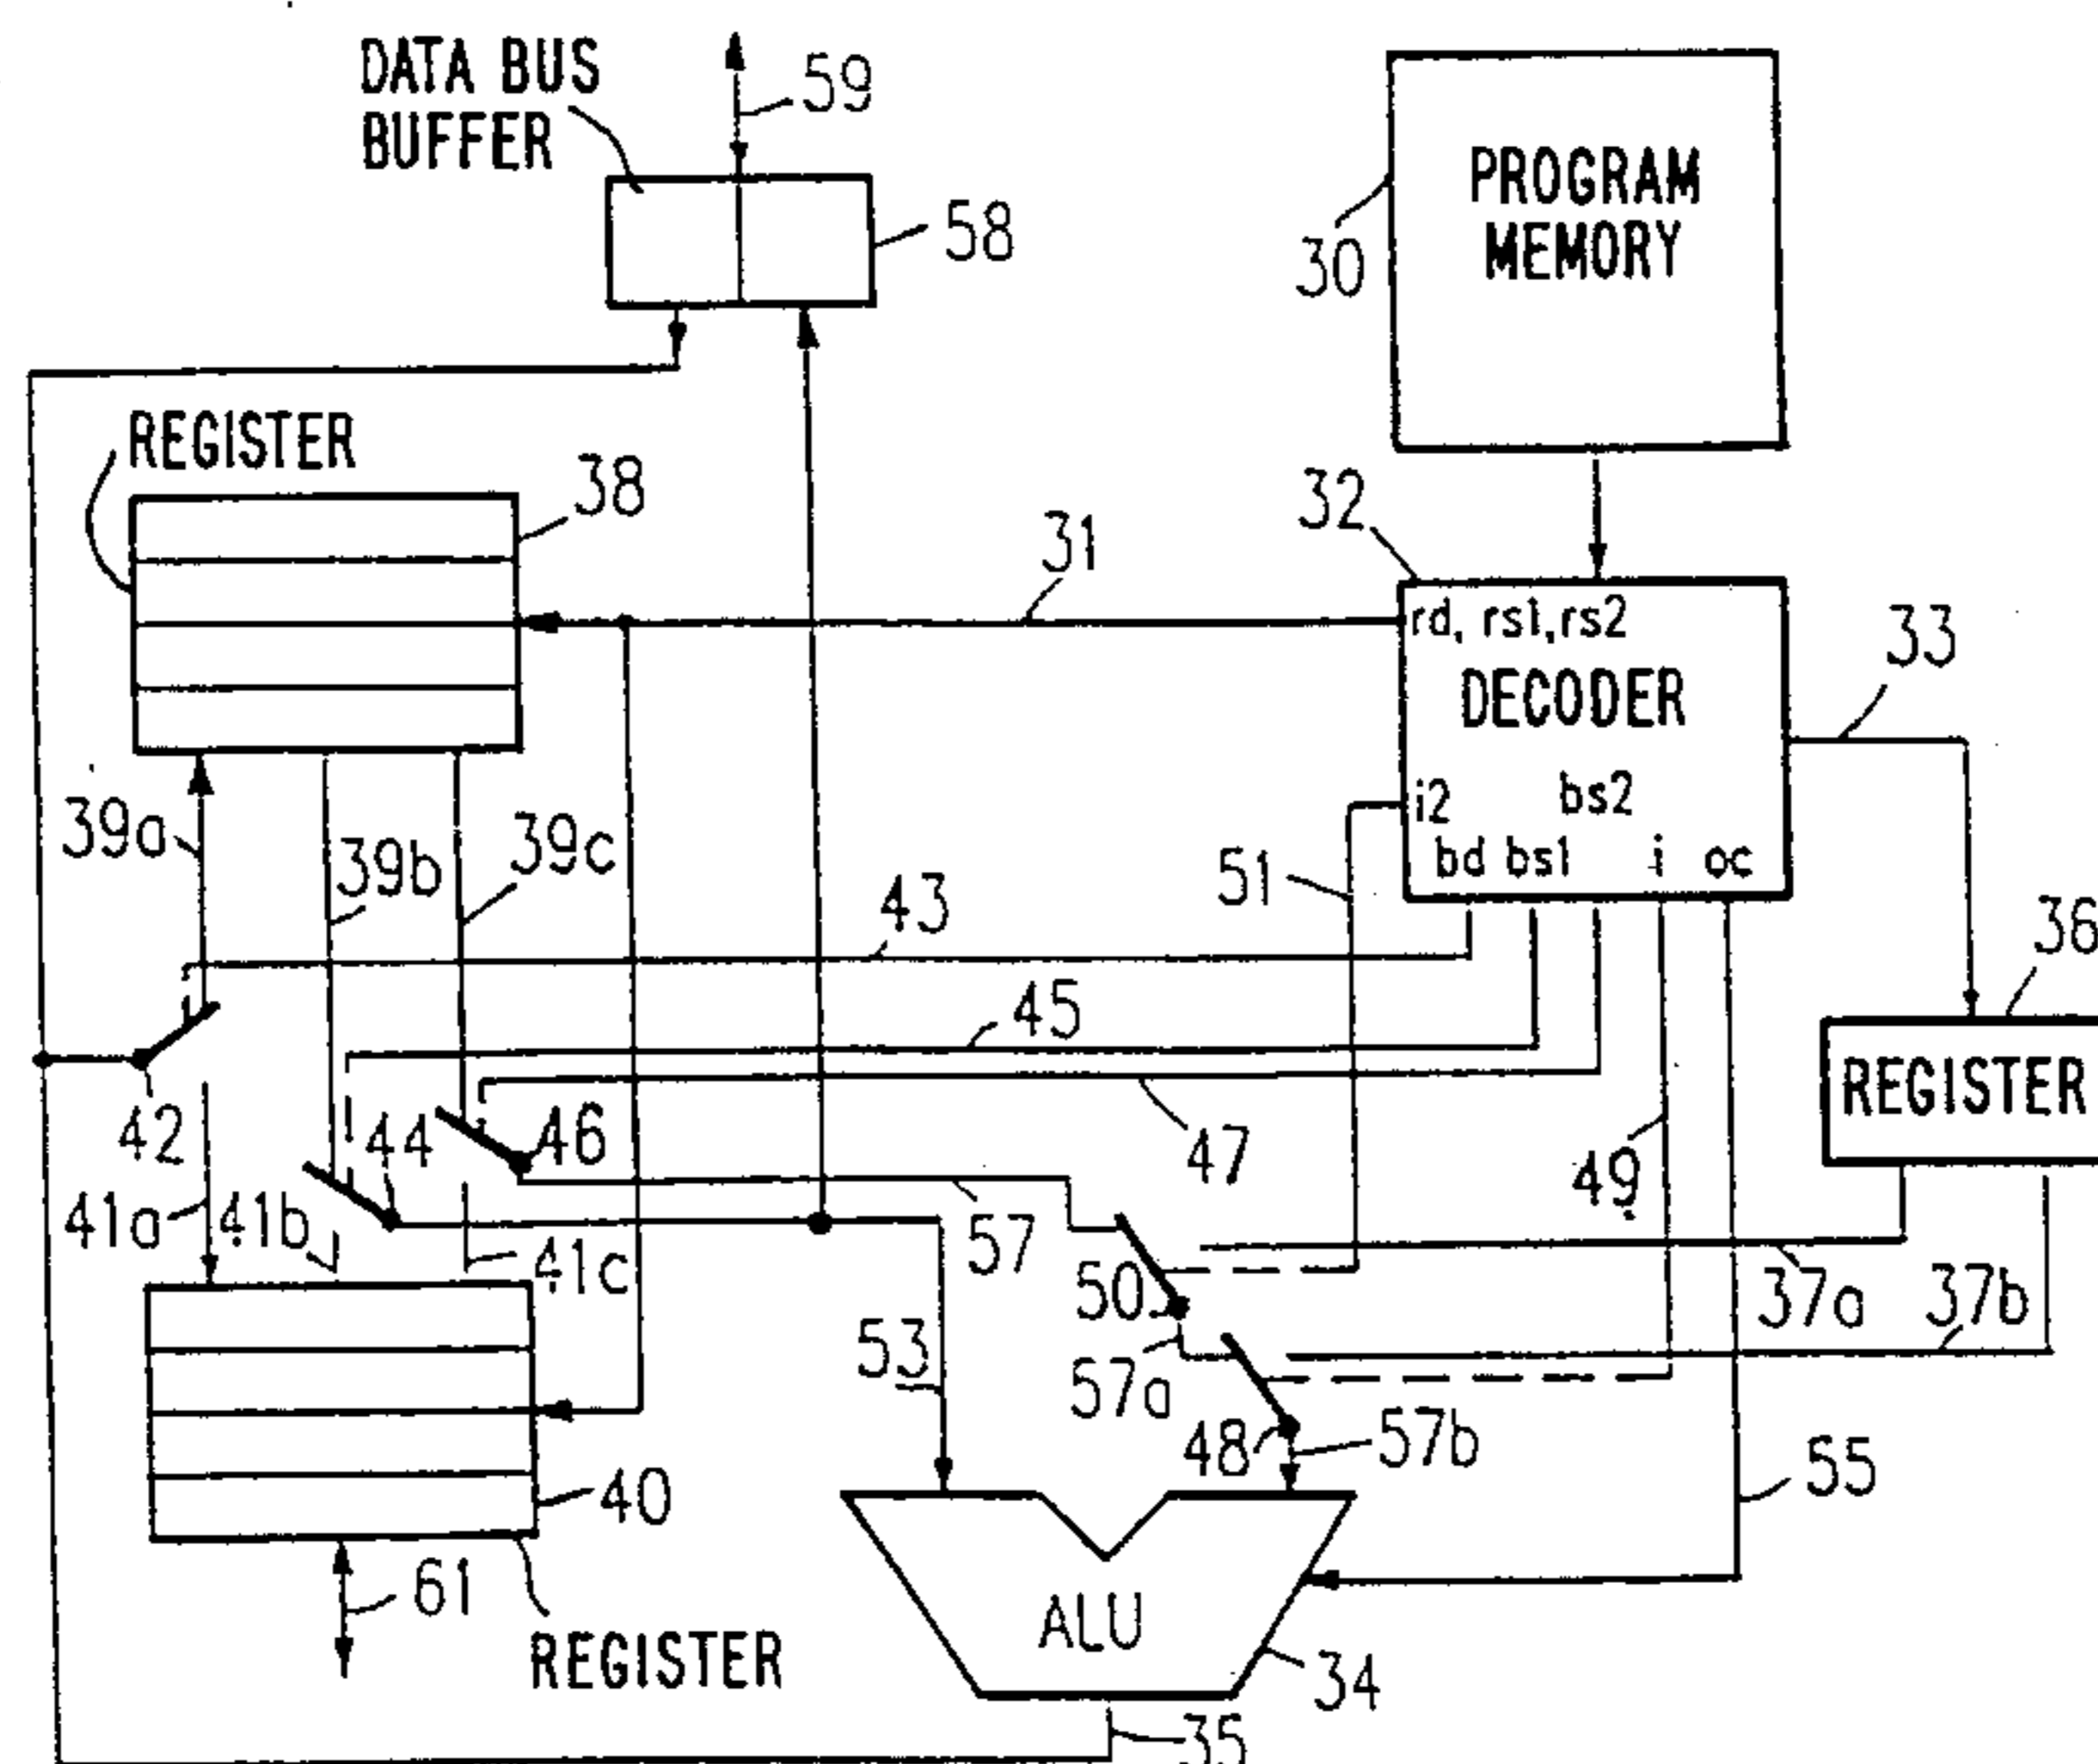 DATA BUS
BUFFER
59
58
PROGRAM
MEMORY
30
REGISTER
38
31
32
rd, rs1, rs2
DECODER
i2
bs2
bd bs1 i oc
33
39a
39b
39c
43
51
36
REGISTER
45
42
44
46
47
49
41a
41b
41c
57
50
37a
37b
53
57a
48
57b
55
40
61
REGISTER
ALU
34
35